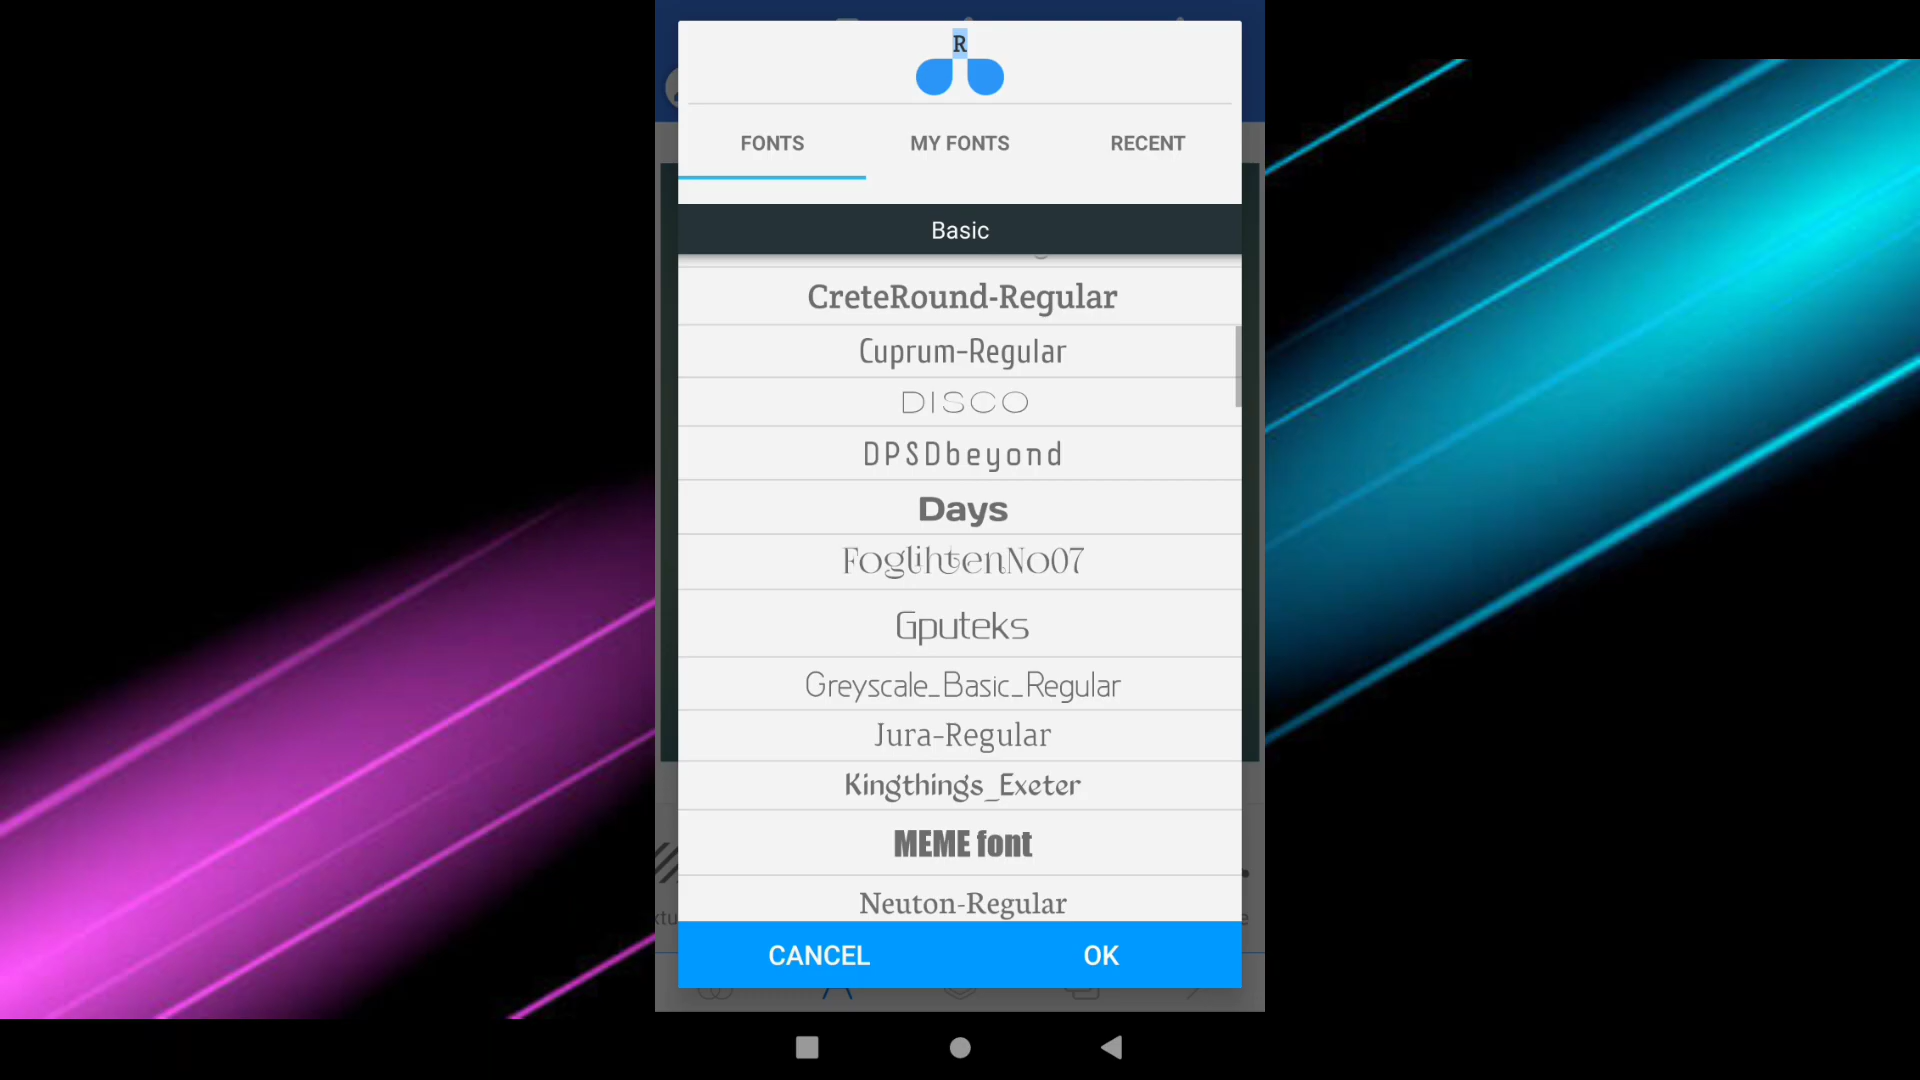 R
FONTS MY FONTS RECENT
Basic
CreteRound-Regular
Cuprum-Regular
DISCO
DPSDbeyond
Days
FoglihtenNo07
Gputeks
Greyscale_Basic_Regular
Jura-Regular
Kingthings_Exeter
MEME font
Neuton-Regular
CANCEL OK